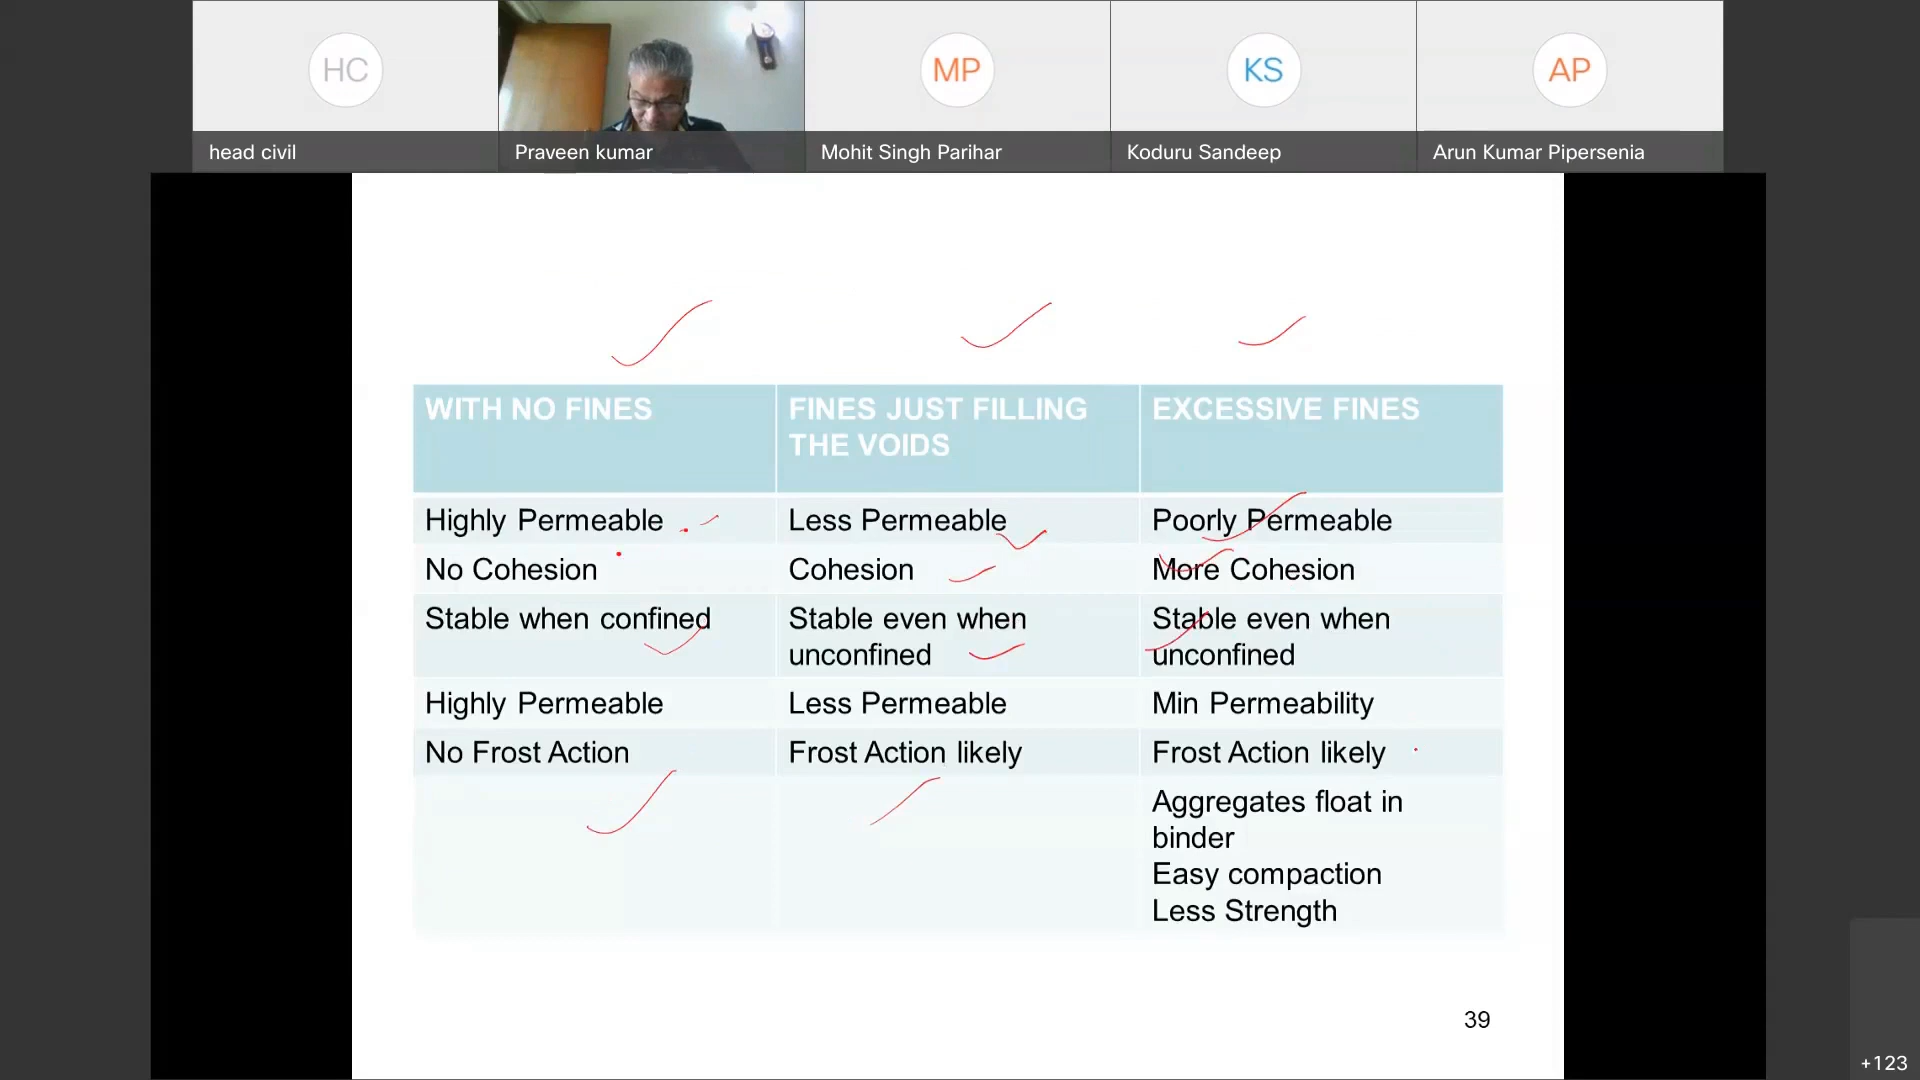 HC
MP
KS
AP
head civil
Praveen kumar
Mohit Singh Parihar
Koduru Sandeep
Arun Kumar Pipersenia
WITH NO FINES
FINES JUST FILLING
THE VOIDS
EXCESSIVE FINES
Highly Permeable
Less Permeable
Poorly Permeable
No Cohesion
Cohesion
More Cohesion
Stable when confined
Stable even when
unconfined
Stable even when
unconfined
Highly Permeable
Less Permeable
Min Permeability
No Frost Action
Frost Action likely
Frost Action likely
Aggregates float in
binder
Easy compaction
Less Strength
39
+123